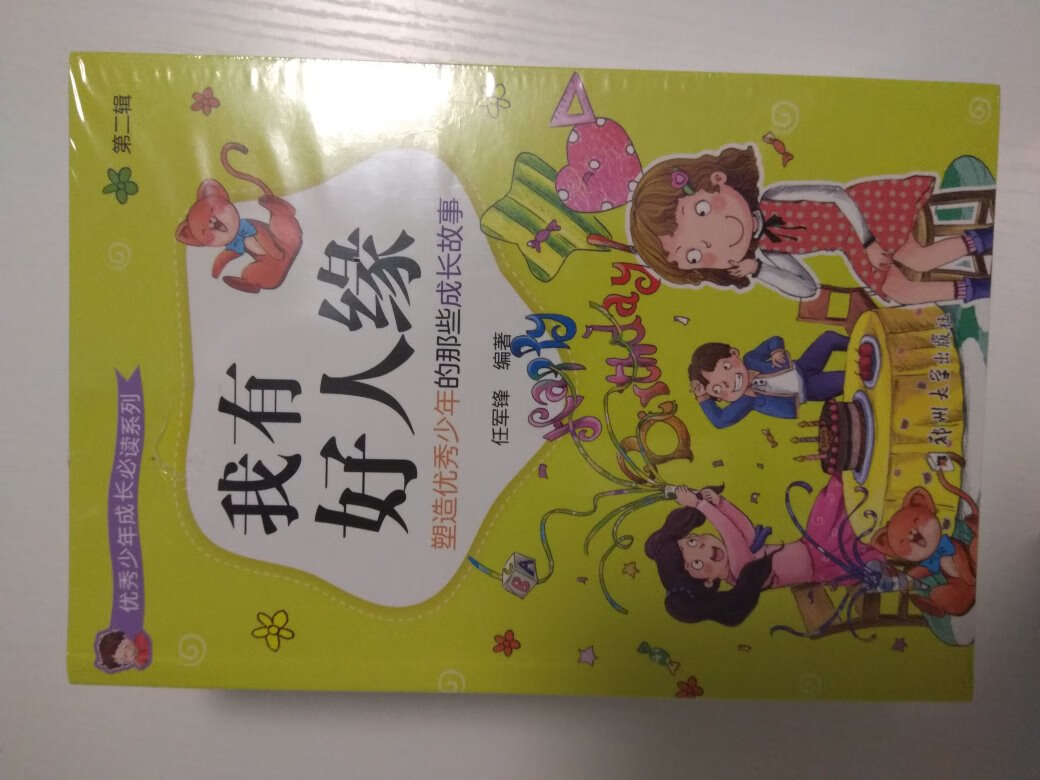 优秀少年成长必读系列
第二辑
我有
好人缘
塑造优秀少年的那些成长故事
任军锋 编著
Happy
Birthday
BA
郑州大学出版社